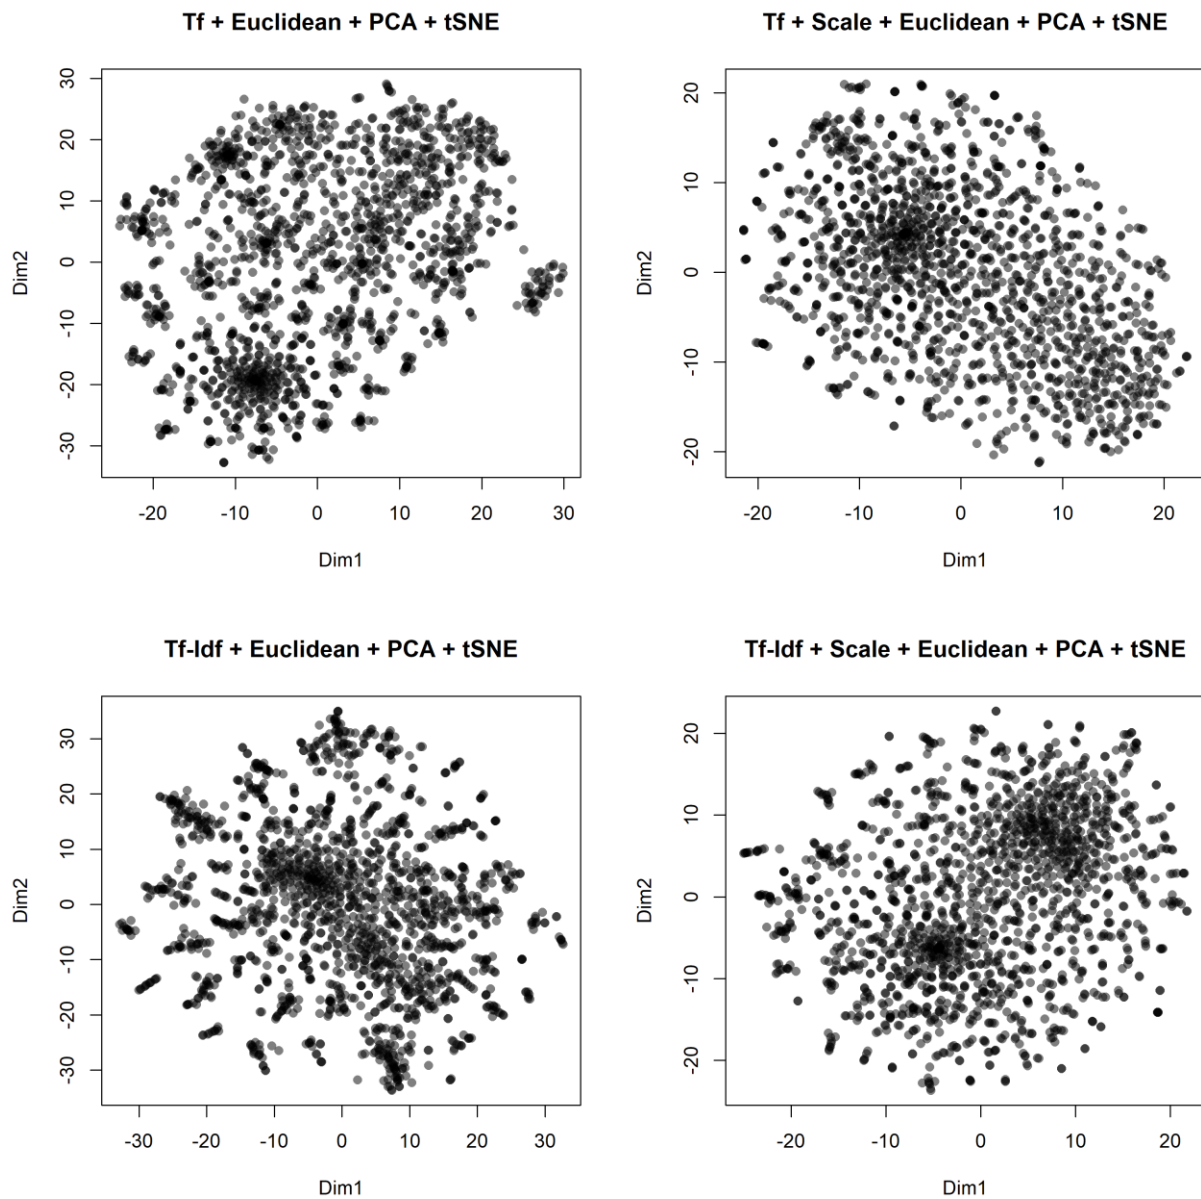 Tf + Euclidean + PCA + tSNE
30
20
10
0
-10
-20
-30
Dim2
-20 -10 0 10 20 30
Dim1
Tf + Scale + Euclidean + PCA + tSNE
20
10
0
-10
-20
Dim2
-20 -10 0 10 20
Dim1
Tf-Idf + Euclidean + PCA + tSNE
30
20
10
0
-10
-20
-30
Dim2
-30 -20 -10 0 10 20 30
Dim1
Tf-Idf + Scale + Euclidean + PCA + tSNE
20
10
0
-10
-20
Dim2
-20 -10 0 10 20
Dim1